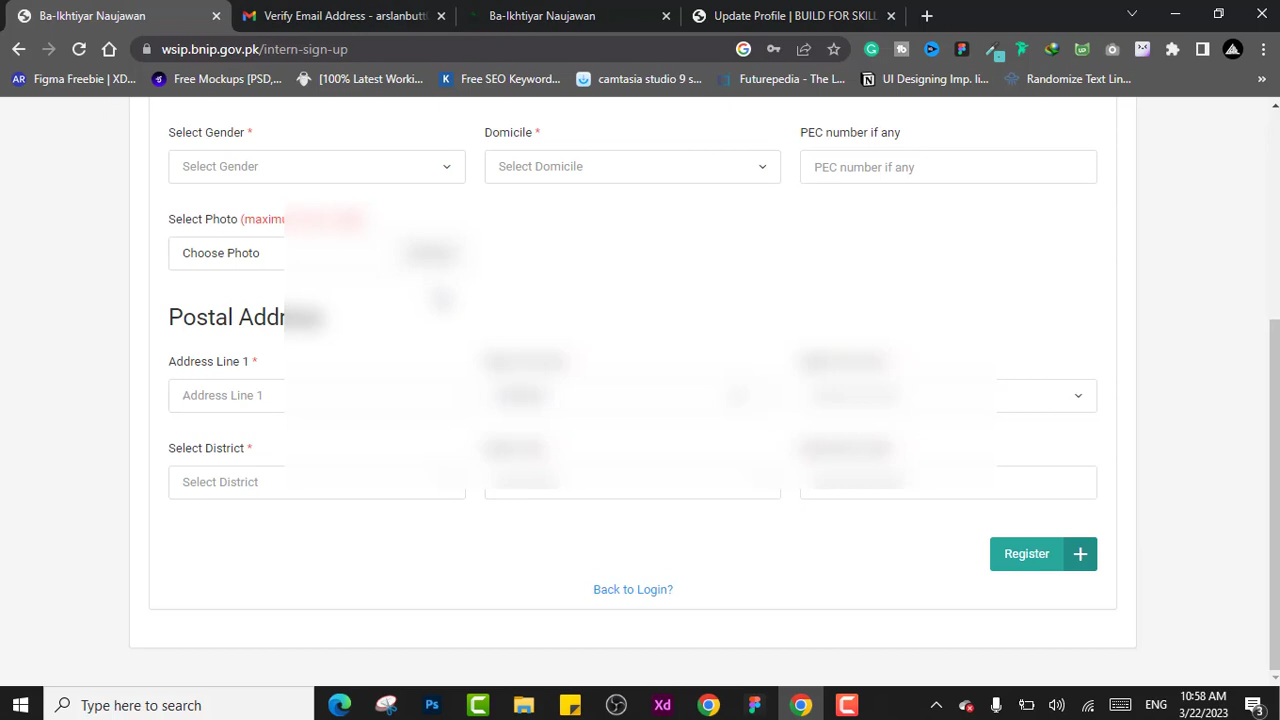 Ba-Ikhtiyar Naujawan
Verify Email Address - arslanbutt
Ba-Ikhtiyar Naujawan
Update Profile | BUILD FOR SKILL
wsip.bnip.gov.pk/intern-sign-up
Figma Freebie | XD...
Free Mockups [PSD,...
[100% Latest Worki...
Free SEO Keyword...
camtasia studio 9 s...
Futurepedia - The L...
UI Designing Imp. li...
Randomize Text Lin...
»
Select Gender *
Domicile *
PEC number if any
Select Gender
Select Domicile
PEC number if any
Select Photo (maximu
Choose Photo
Postal Addr
Address Line 1 *
Address Line 1
Select District *
Select District
Register +
Back to Login?
Type here to search
Ps
Xd
ENG
10:58 AM
3/22/2023
3